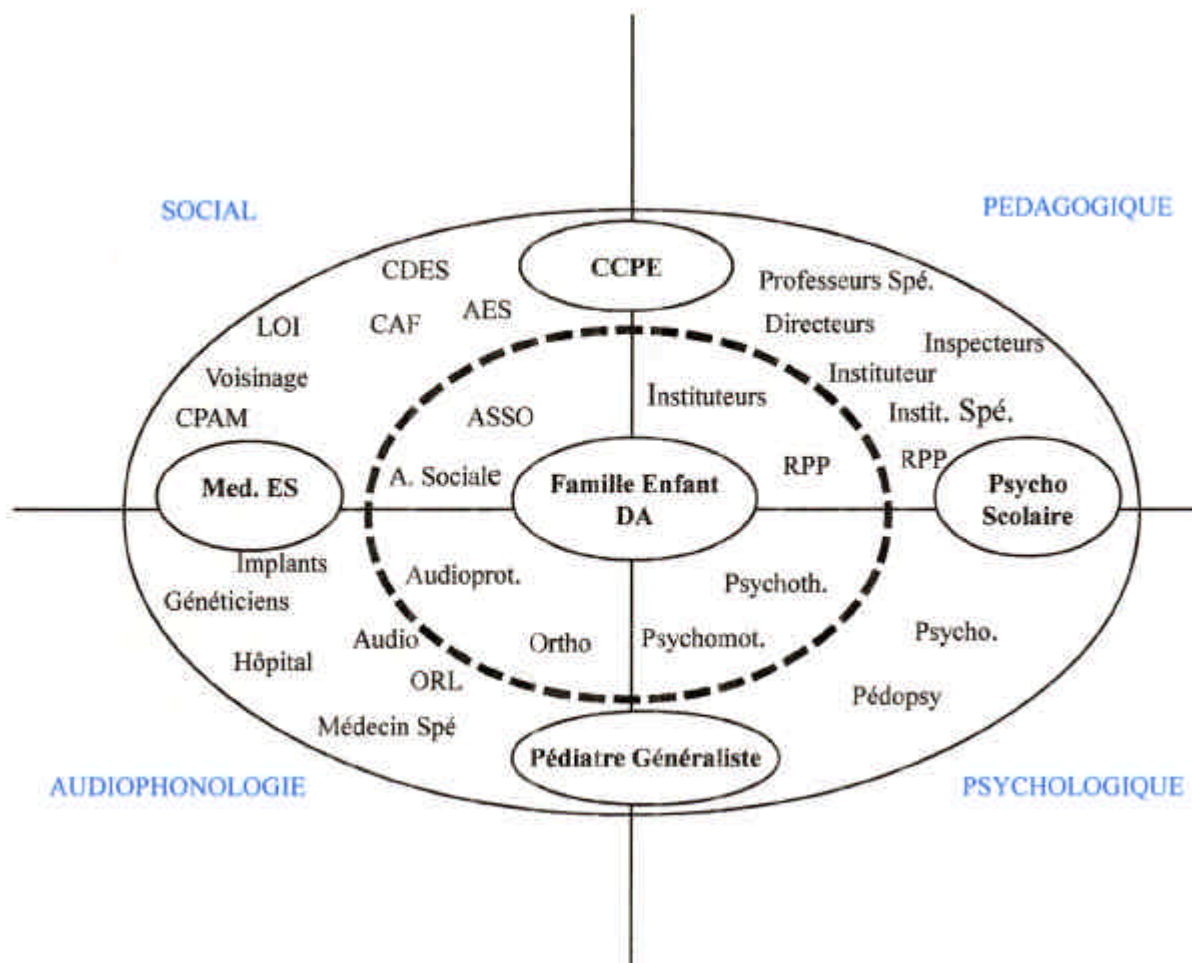 SOCIAL
PEDAGOGIQUE
CDES
CCPE
Professeurs Spé.
LOI
CAF
AES
Directeurs
Inspecteurs
Voisinage
Instituteur
CPAM
ASSO
Instituteurs
Instit. Spé.
Med. ES
A. Sociale
Famille Enfant
DA
RPP
RPP
Psycho
Scolaire
Implants
Audioprot.
Psychoth.
Généticiens
Audio
Ortho
Psychomot.
Psycho.
Hôpital
ORL
Pédopsy
Médecin Spé
Pédiatre Généraliste
AUDIOPHONOLOGIE
PSYCHOLOGIQUE